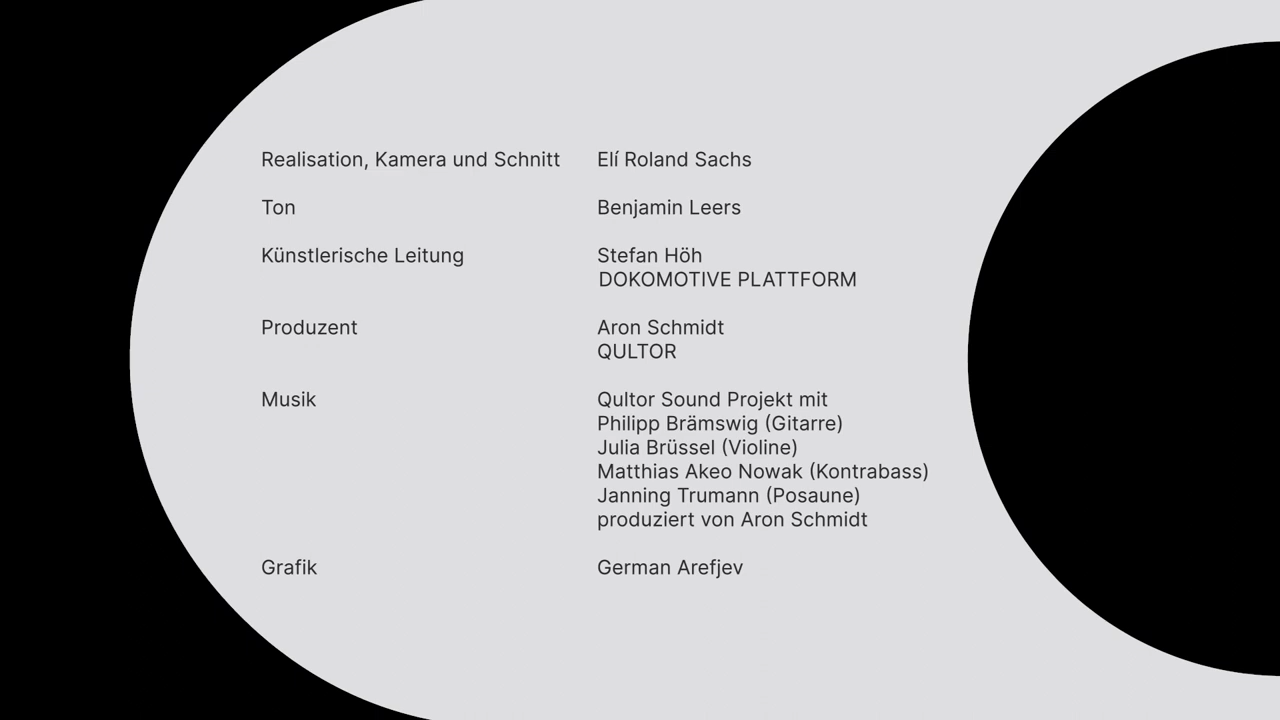 Realisation, Kamera und Schnitt Elí Roland Sachs
Ton Benjamin Leers
Künstlerische Leitung Stefan Höh
DOKOMOTIVE PLATTFORM
Produzent Aron Schmidt
QULTOR
Musik Qultor Sound Projekt mit
Philipp Brämswig (Gitarre)
Julia Brüssel (Violine)
Matthias Akeo Nowak (Kontrabass)
Janning Trumann (Posaune)
produziert von Aron Schmidt
Grafik German Arefjev